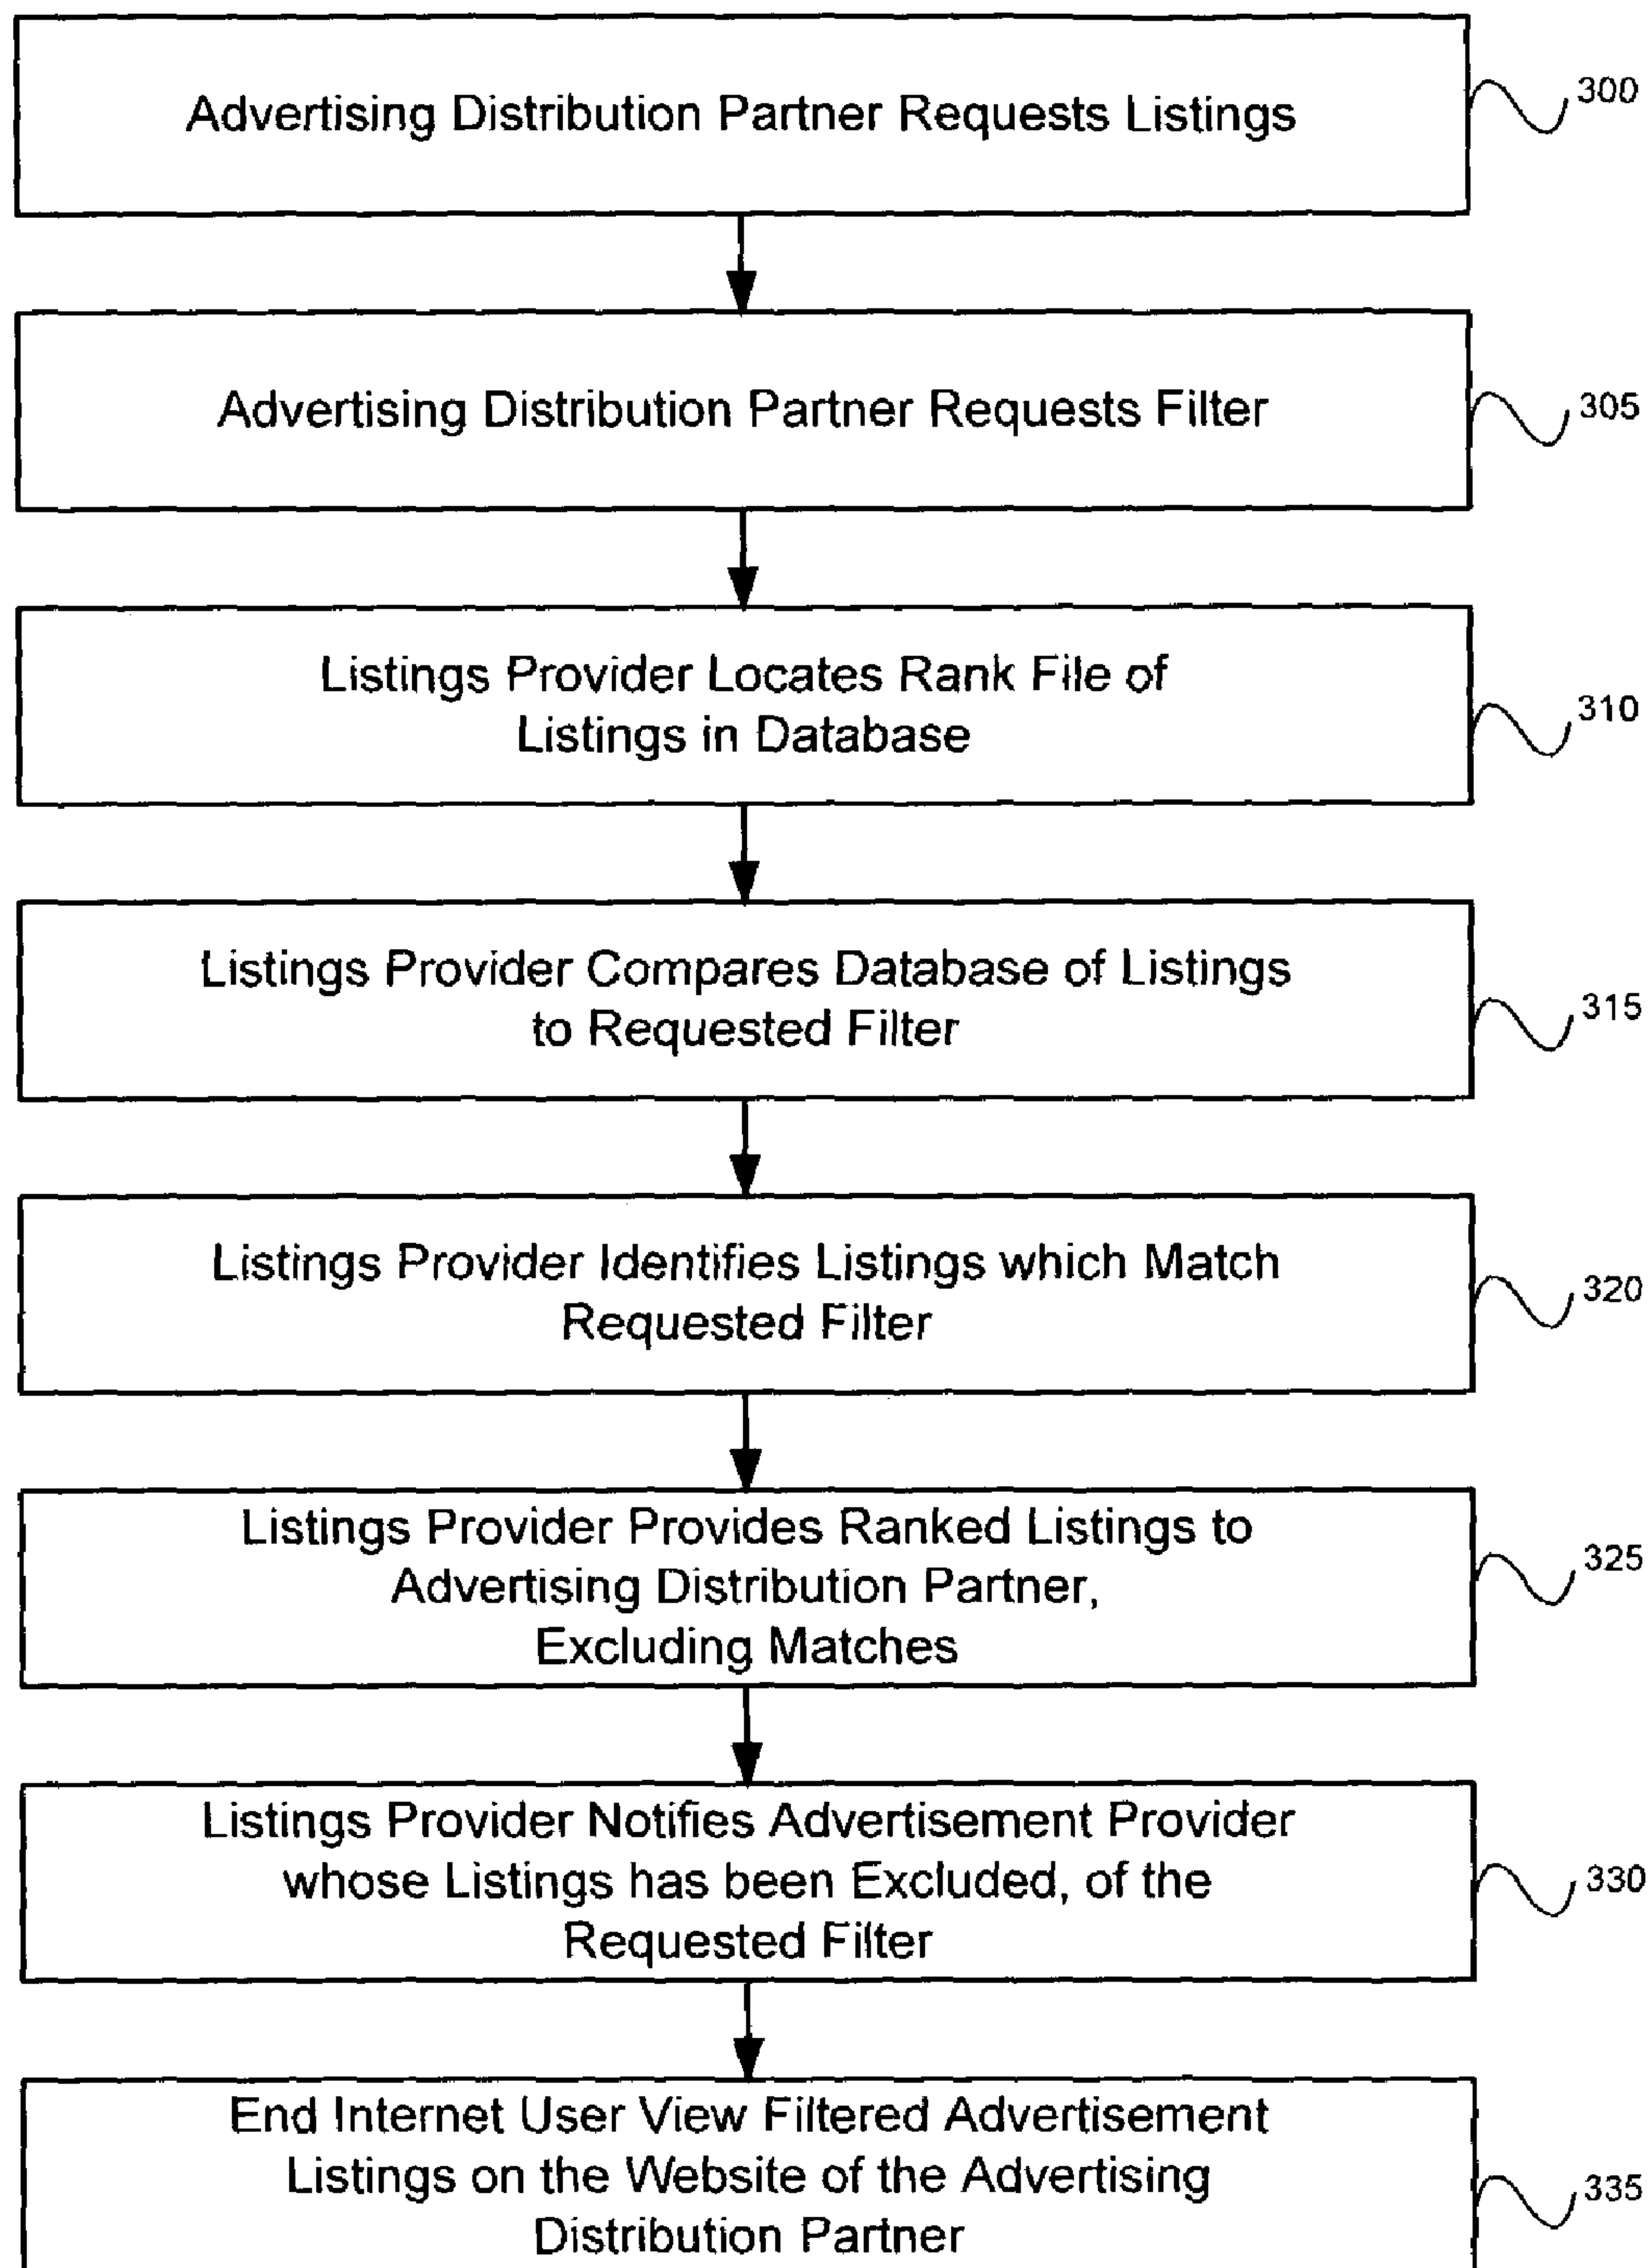 Advertising Distribution Partner Requests Listings
300
Advertising Distribution Partner Requests Filter
305
Listings Provider Locates Rank File of
Listings in Database
310
Listings Provider Compares Database of Listings
to Requested Filter
315
Listings Provider Identifies Listings which Match
Requested Filter
320
Listings Provider Provides Ranked Listings to
Advertising Distribution Partner,
Excluding Matches
325
Listings Provider Notifies Advertisement Provider
whose Listings has been Excluded, of the
Requested Filter
330
End Internet User View Filtered Advertisement
Listings on the Website of the Advertising
Distribution Partner
335